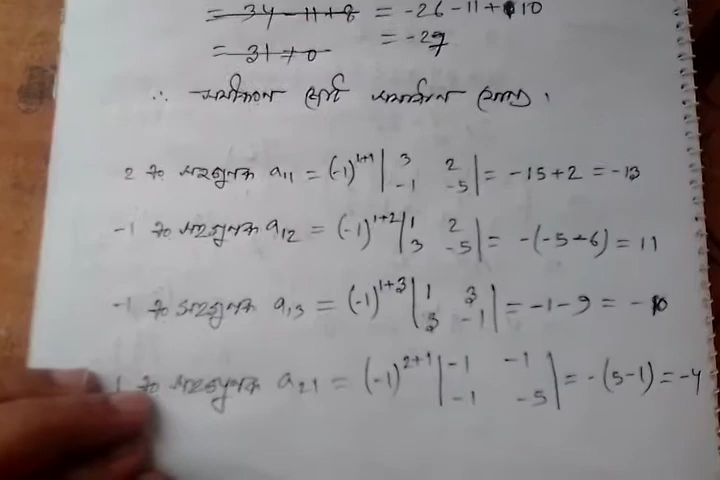 = 34 - 11 + 8 = -26 - 11 + 10
= 31 ≠ 0 = -27
∴ সমীকরণ জোট সমাধান যোগ্য।
2 এর সহগুণক a₁₁ = (-1)¹⁺¹ | 3 2 | = -15+2 = -13
-1 -5
-1 এর সহগুণক a₁₂ = (-1)¹⁺² | 1 2 | = -(-5-6) = 11
3 -5
-1 এর সহগুণক a₁₃ = (-1)¹⁺³ | 1 3 | = -1-9 = -10
3 -1
1 এর সহগুণক a₂₁ = (-1)²⁺¹ | -1 -1 | = -(5-1) = -4
-1 -5